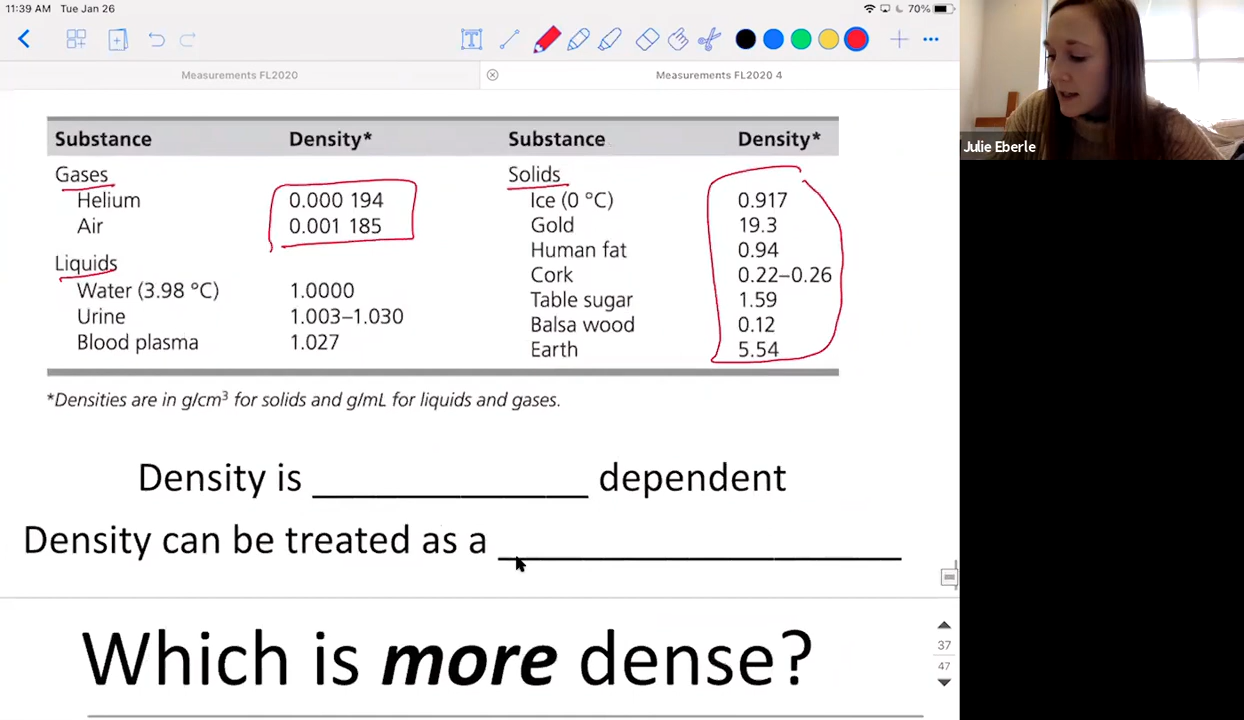 11:39 AM Tue Jan 26
70%
Measurements FL2020
Measurements FL2020 4
Julie Eberle
Substance Density* Substance Density*
Gases Solids
Helium 0.000 194 Ice (0 °C) 0.917
Air 0.001 185 Gold 19.3
Human fat 0.94
Liquids Cork 0.22–0.26
Water (3.98 °C) 1.0000 Table sugar 1.59
Urine 1.003–1.030 Balsa wood 0.12
Blood plasma 1.027 Earth 5.54
*Densities are in g/cm³ for solids and g/mL for liquids and gases.
Density is ______________ dependent
Density can be treated as a ____________________
Which is more dense?
37
47